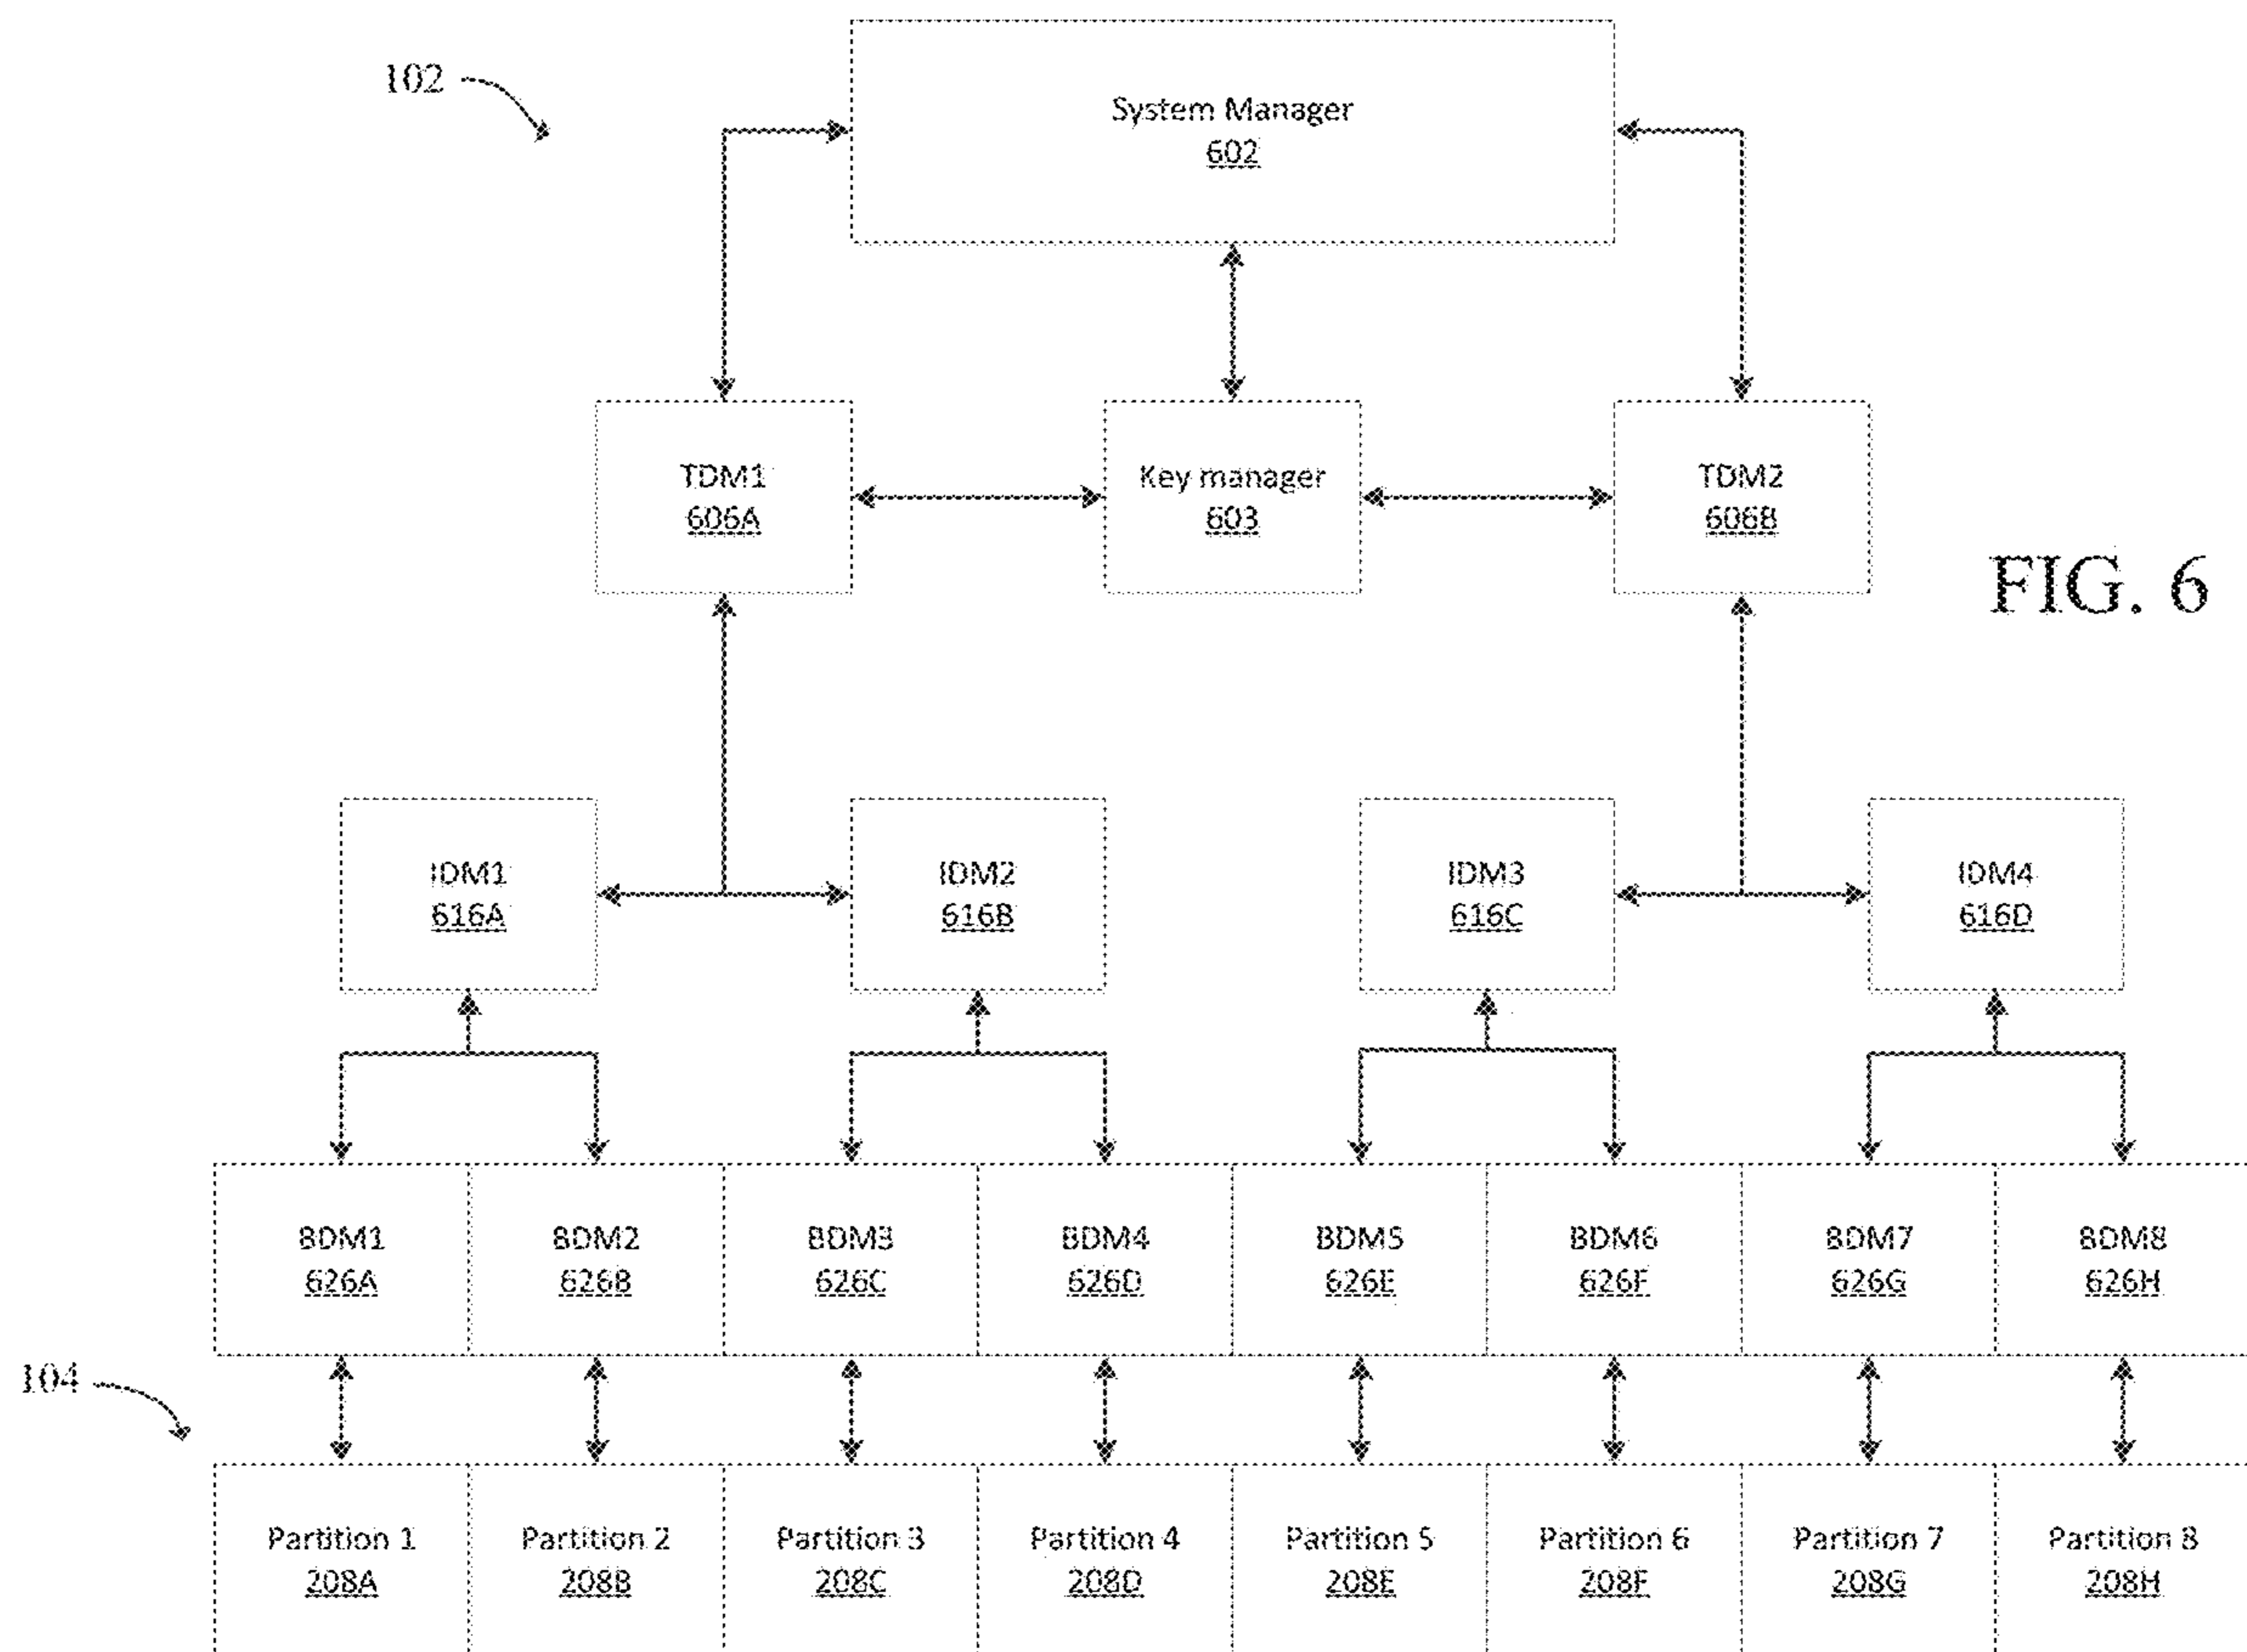 102
System Manager
602
TDM1
606A
Key manager
603
TDM2
606B
FIG. 6
IDM1
616A
IDM2
616B
IDM3
616C
IDM4
616D
BDM1
626A
BDM2
626B
BDM3
626C
BDM4
626D
BDM5
626E
BDM6
626F
BDM7
626G
BDM8
626H
104
Partition 1
208A
Partition 2
208B
Partition 3
208C
Partition 4
208D
Partition 5
208E
Partition 6
208F
Partition 7
208G
Partition 8
208H